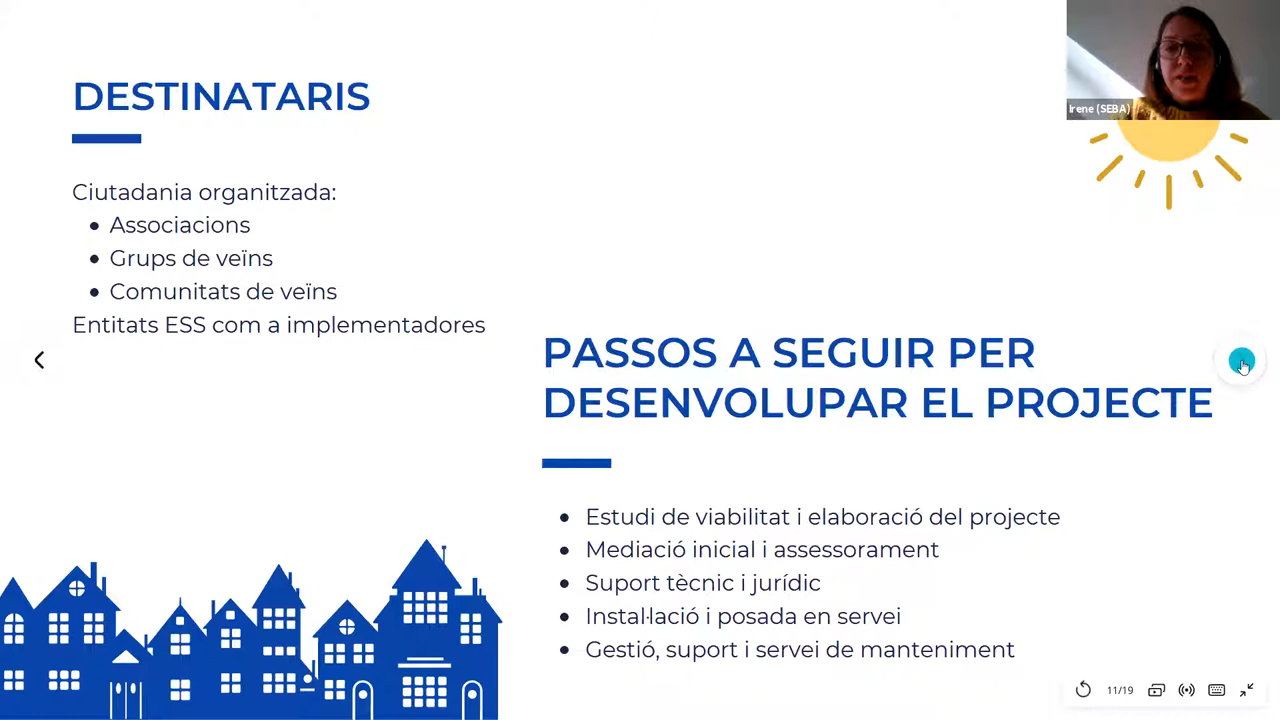 Irene (SEBA)
DESTINATARIS
Ciutadania organitzada:
• Associacions
• Grups de veïns
• Comunitats de veïns
Entitats ESS com a implementadores
PASSOS A SEGUIR PER
DESENVOLUPAR EL PROJECTE
• Estudi de viabilitat i elaboració del projecte
• Mediació inicial i assessorament
• Suport tècnic i jurídic
• Instal·lació i posada en servei
• Gestió, suport i servei de manteniment
11/19